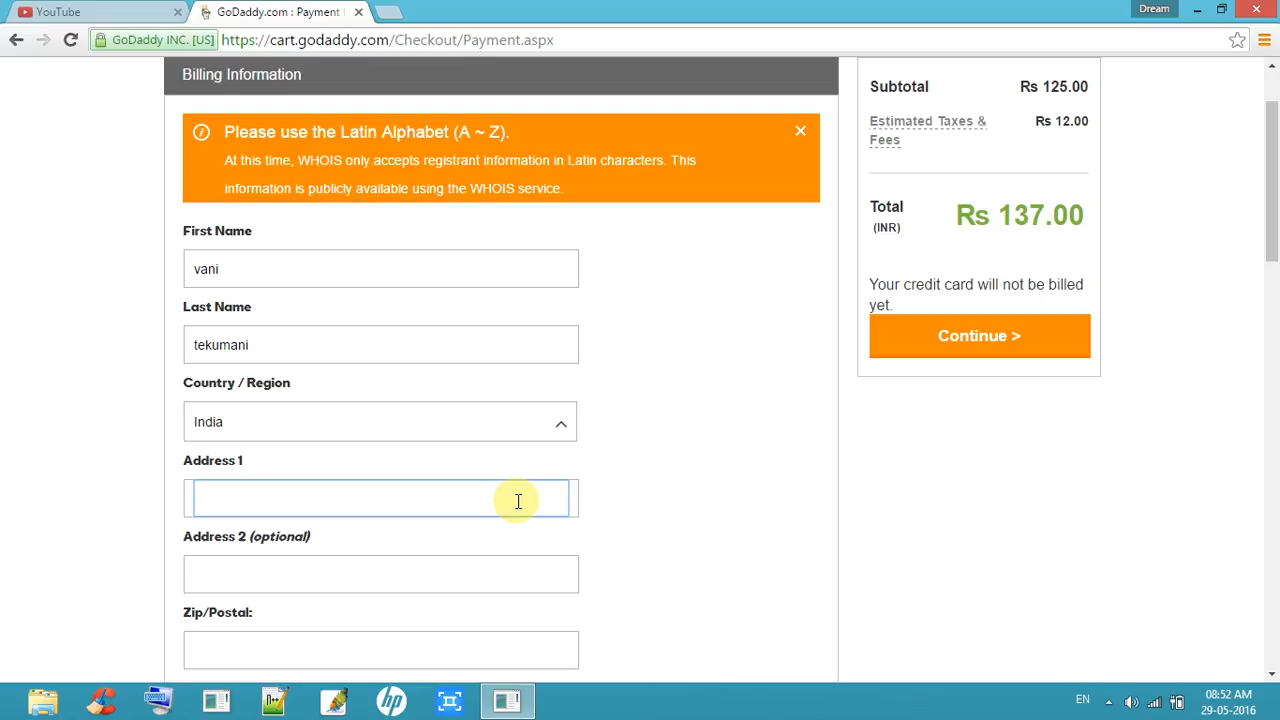 YouTube
GoDaddy.com : Payment
Dream
GoDaddy INC. [US]
https://cart.godaddy.com/Checkout/Payment.aspx
Billing Information
Please use the Latin Alphabet (A ~ Z).
At this time, WHOIS only accepts registrant information in Latin characters. This
information is publicly available using the WHOIS service.
First Name
vani
Last Name
tekumani
Country / Region
India
Address 1
Address 2 (optional)
Zip/Postal:
Subtotal Rs 125.00
Estimated Taxes & Rs 12.00
Fees
Total Rs 137.00
(INR)
Your credit card will not be billed
yet.
Continue >
hp
EN
08:52 AM
29-05-2016